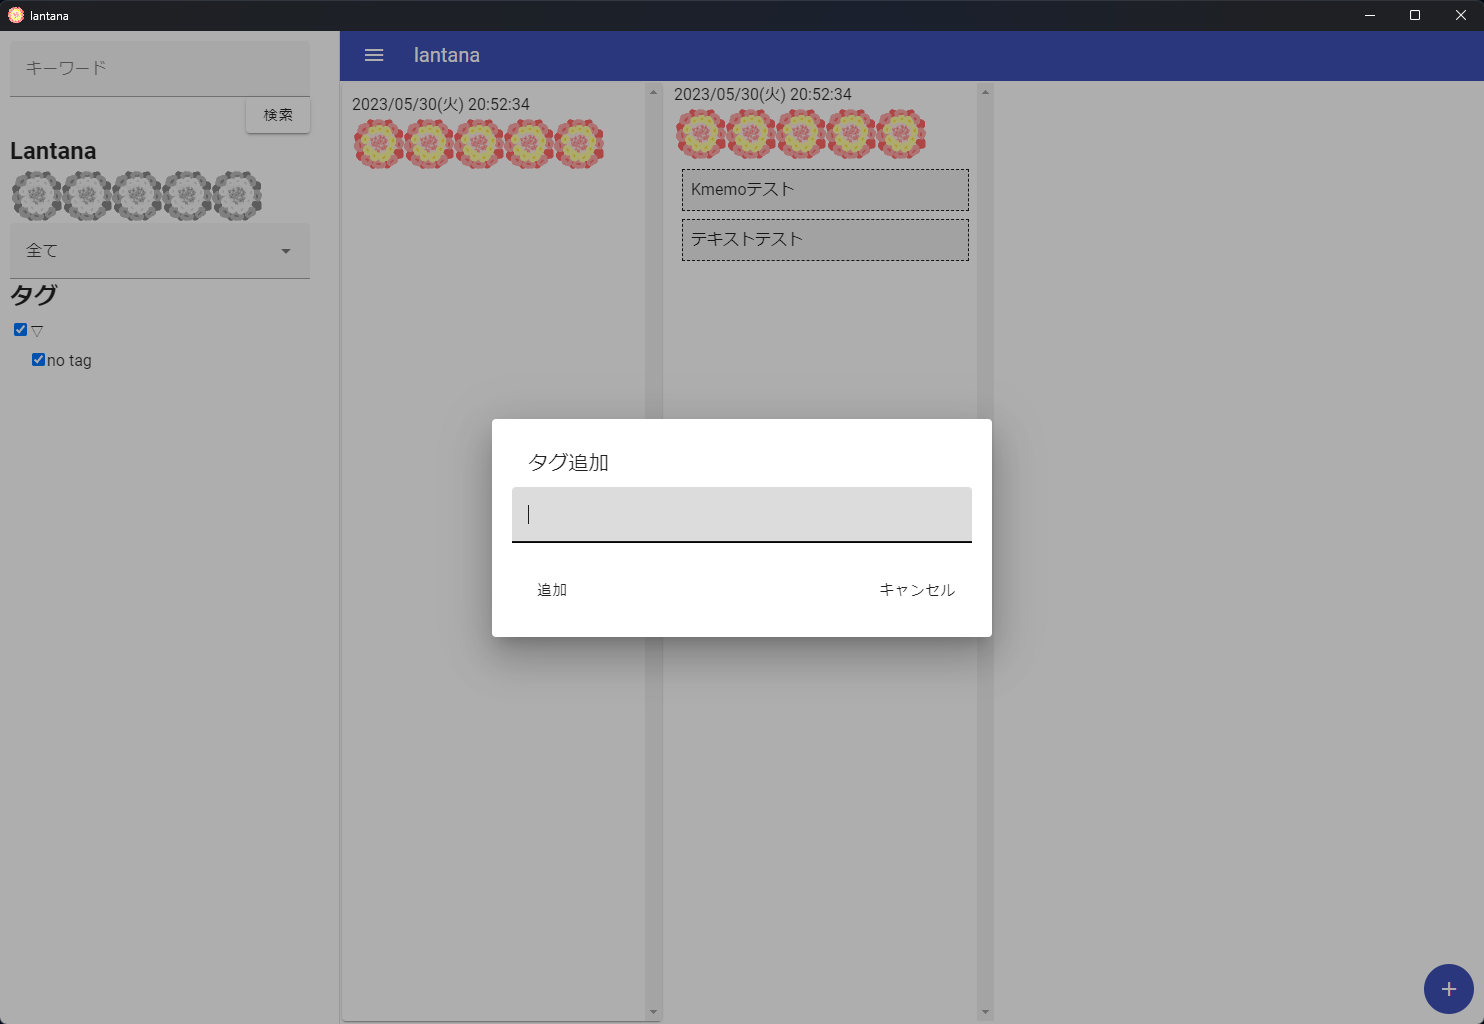 lantana
キーワード
検索
Lantana
全て
タグ
▽
no tag
lantana
2023/05/30(火) 20:52:34
2023/05/30(火) 20:52:34
Kmemoテスト
テキストテスト
タグ追加
追加
キャンセル